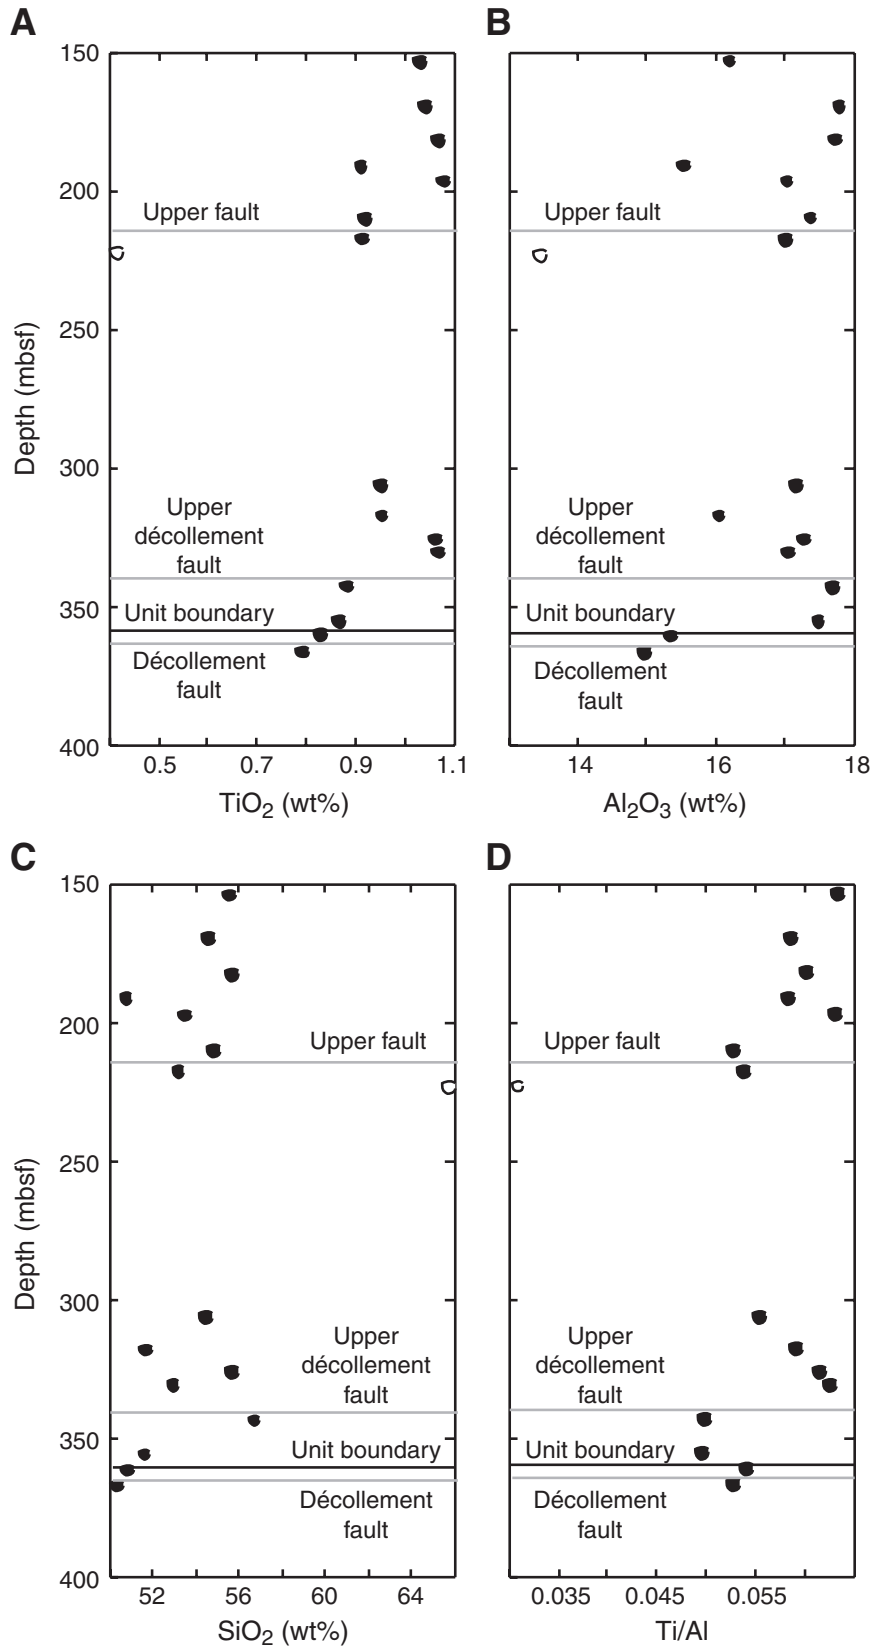 A
B
150
200
250
300
350
400
Depth (mbsf)
Upper fault
Upper
décollement
fault
Unit boundary
Décollement
fault
0.5 0.7 0.9 1.1
TiO2 (wt%)
Upper fault
Upper
décollement
fault
Unit boundary
Décollement
fault
14 16 18
Al2O3 (wt%)
C
D
150
200
250
300
350
400
Depth (mbsf)
Upper fault
Upper
décollement
fault
Unit boundary
Décollement
fault
52 56 60 64
SiO2 (wt%)
Upper fault
Upper
décollement
fault
Unit boundary
Décollement
fault
0.035 0.045 0.055
Ti/Al